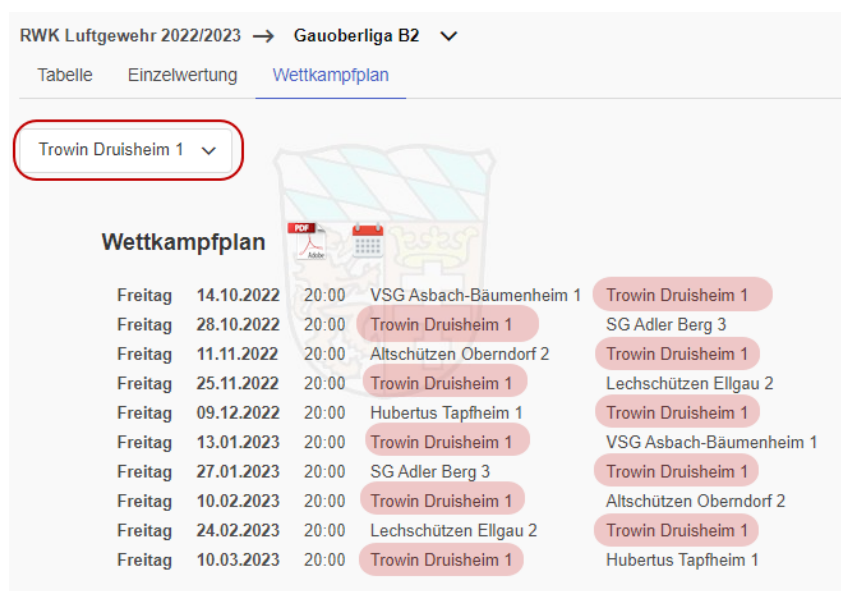 RWK Luftgewehr 2022/2023 → Gauoberliga B2
Tabelle Einzelwertung Wettkampfplan
Trowin Druisheim 1
Wettkampfplan PDF Adobe
Freitag 14.10.2022 20:00 VSG Asbach-Bäumenheim 1 Trowin Druisheim 1
Freitag 28.10.2022 20:00 Trowin Druisheim 1 SG Adler Berg 3
Freitag 11.11.2022 20:00 Altschützen Oberndorf 2 Trowin Druisheim 1
Freitag 25.11.2022 20:00 Trowin Druisheim 1 Lechschützen Ellgau 2
Freitag 09.12.2022 20:00 Hubertus Tapfheim 1 Trowin Druisheim 1
Freitag 13.01.2023 20:00 Trowin Druisheim 1 VSG Asbach-Bäumenheim 1
Freitag 27.01.2023 20:00 SG Adler Berg 3 Trowin Druisheim 1
Freitag 10.02.2023 20:00 Trowin Druisheim 1 Altschützen Oberndorf 2
Freitag 24.02.2023 20:00 Lechschützen Ellgau 2 Trowin Druisheim 1
Freitag 10.03.2023 20:00 Trowin Druisheim 1 Hubertus Tapfheim 1